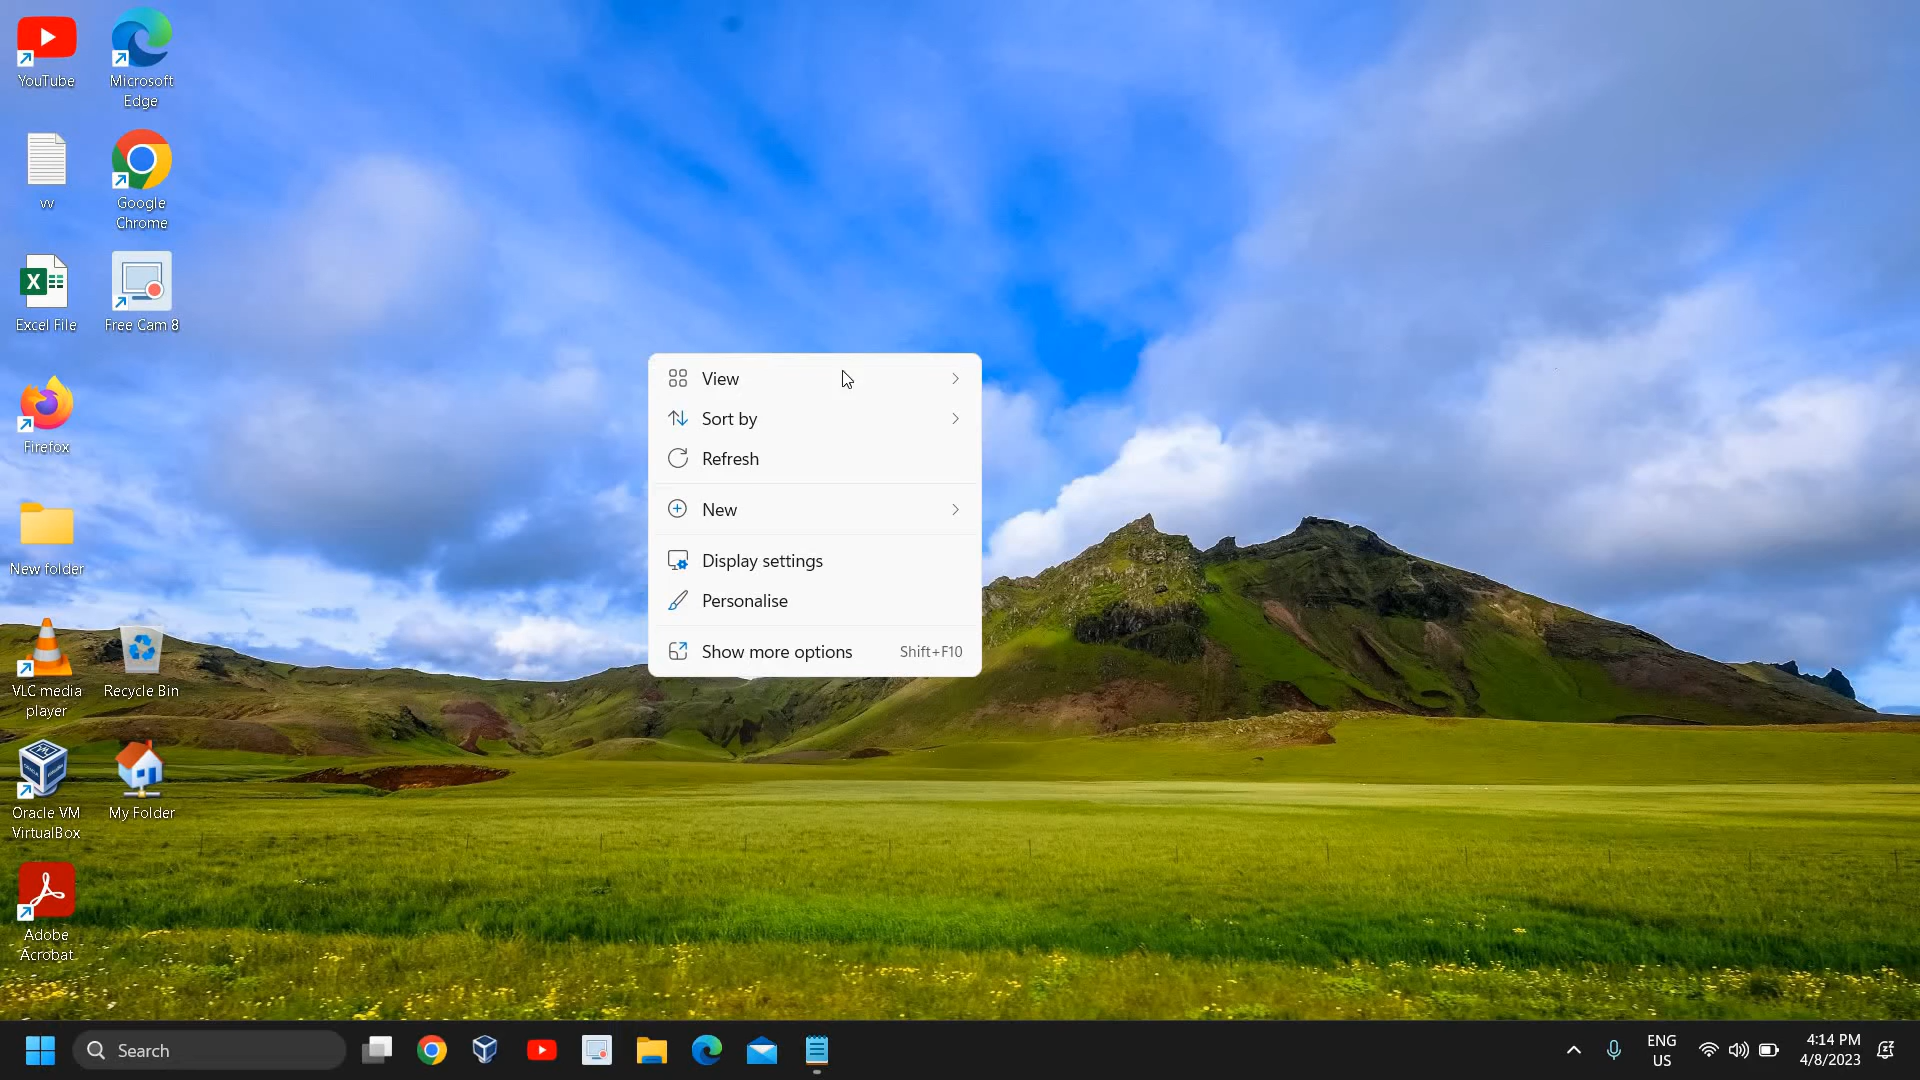 YouTube
Microsoft
Edge
vv
Google
Chrome
Excel File
Free Cam 8
Firefox
New folder
VLC media
player
Recycle Bin
Oracle VM
VirtualBox
My Folder
Adobe
Acrobat
View
Sort by
Refresh
New
Display settings
Personalise
Show more options Shift+F10
Search
ENG
US
4:14 PM
4/8/2023